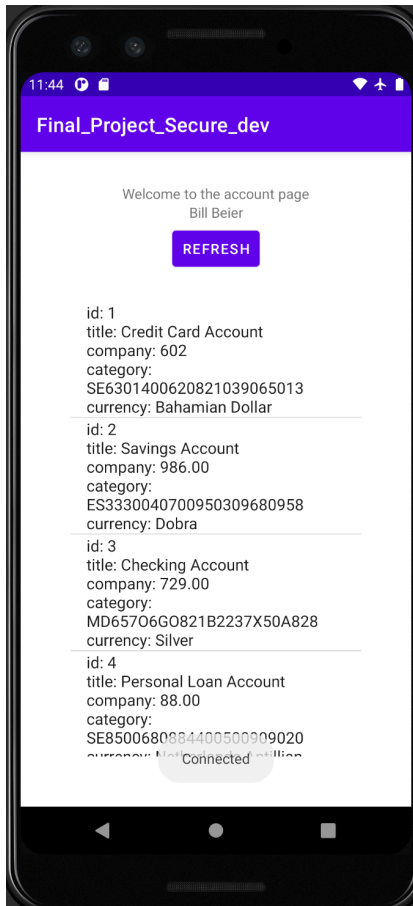 11:44
Final_Project_Secure_dev
Welcome to the account page
Bill Beier
REFRESH
id: 1
title: Credit Card Account
company: 602
category:
SE6301400620821039065013
currency: Bahamian Dollar
id: 2
title: Savings Account
company: 986.00
category:
ES3330040700950309680958
currency: Dobra
id: 3
title: Checking Account
company: 729.00
category:
MD657O6GO821B2237X50A828
currency: Silver
id: 4
title: Personal Loan Account
company: 88.00
category:
SE8500680884400500909020
currency: Netherlands Antillian
Connected